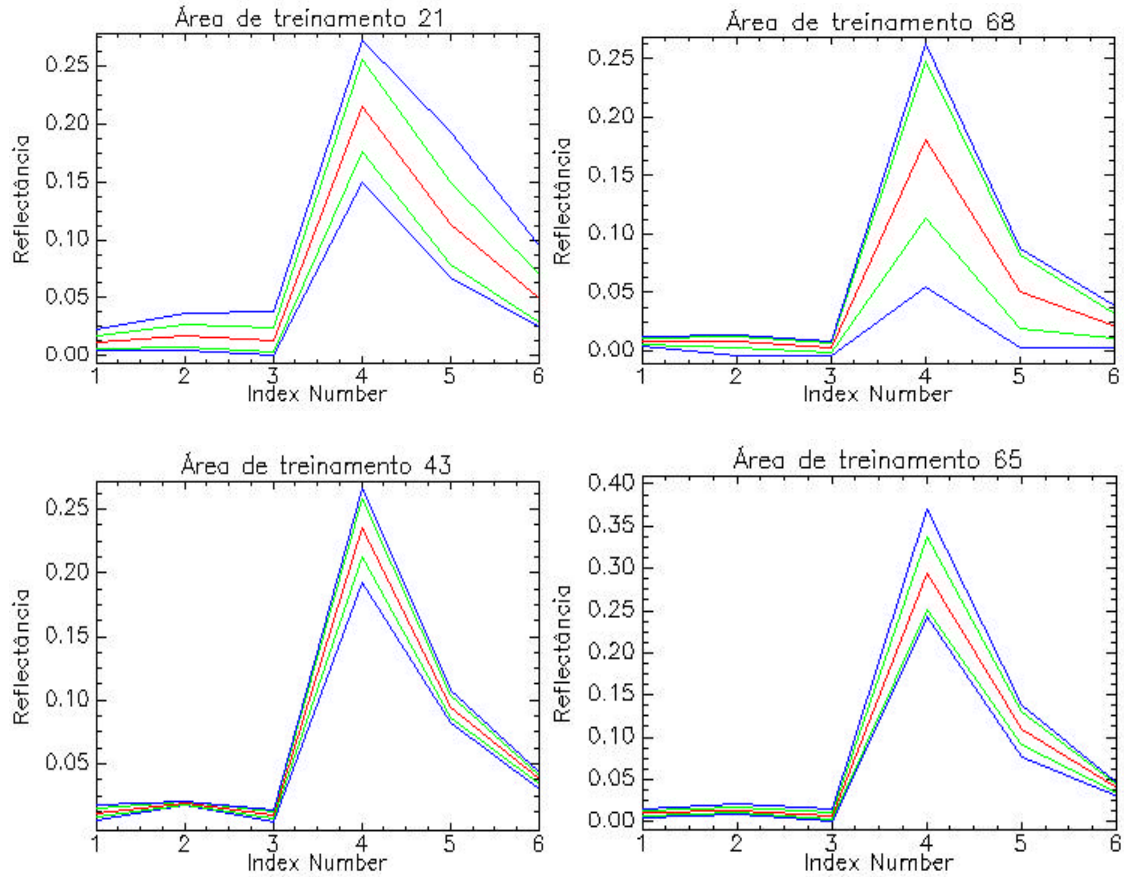 Área de treinamento 21
0.25
0.20
0.15
0.10
0.05
0.00
Reflectância
1 2 3 4 5 6
Index Number
Área de treinamento 68
0.25
0.20
0.15
0.10
0.05
0.00
Reflectância
1 2 3 4 5 6
Index Number
Área de treinamento 43
0.25
0.20
0.15
0.10
0.05
Reflectância
1 2 3 4 5 6
Index Number
Área de treinamento 65
0.40
0.35
0.30
0.25
0.20
0.15
0.10
0.05
0.00
Reflectância
1 2 3 4 5 6
Index Number